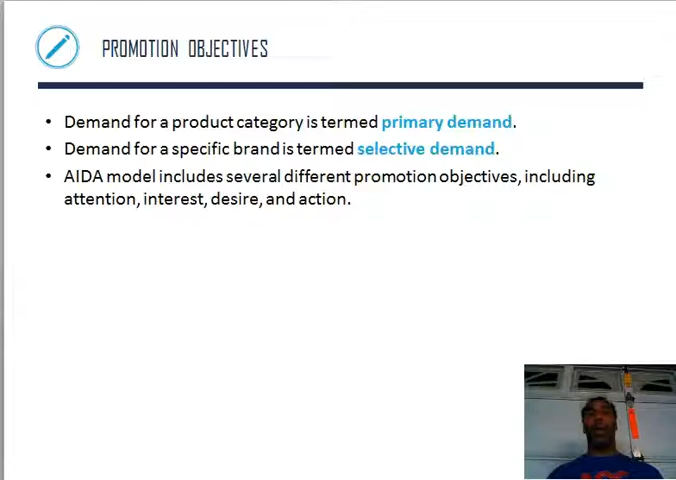 PROMOTION OBJECTIVES
• Demand for a product category is termed primary demand.
• Demand for a specific brand is termed selective demand.
• AIDA model includes several different promotion objectives, including
attention, interest, desire, and action.